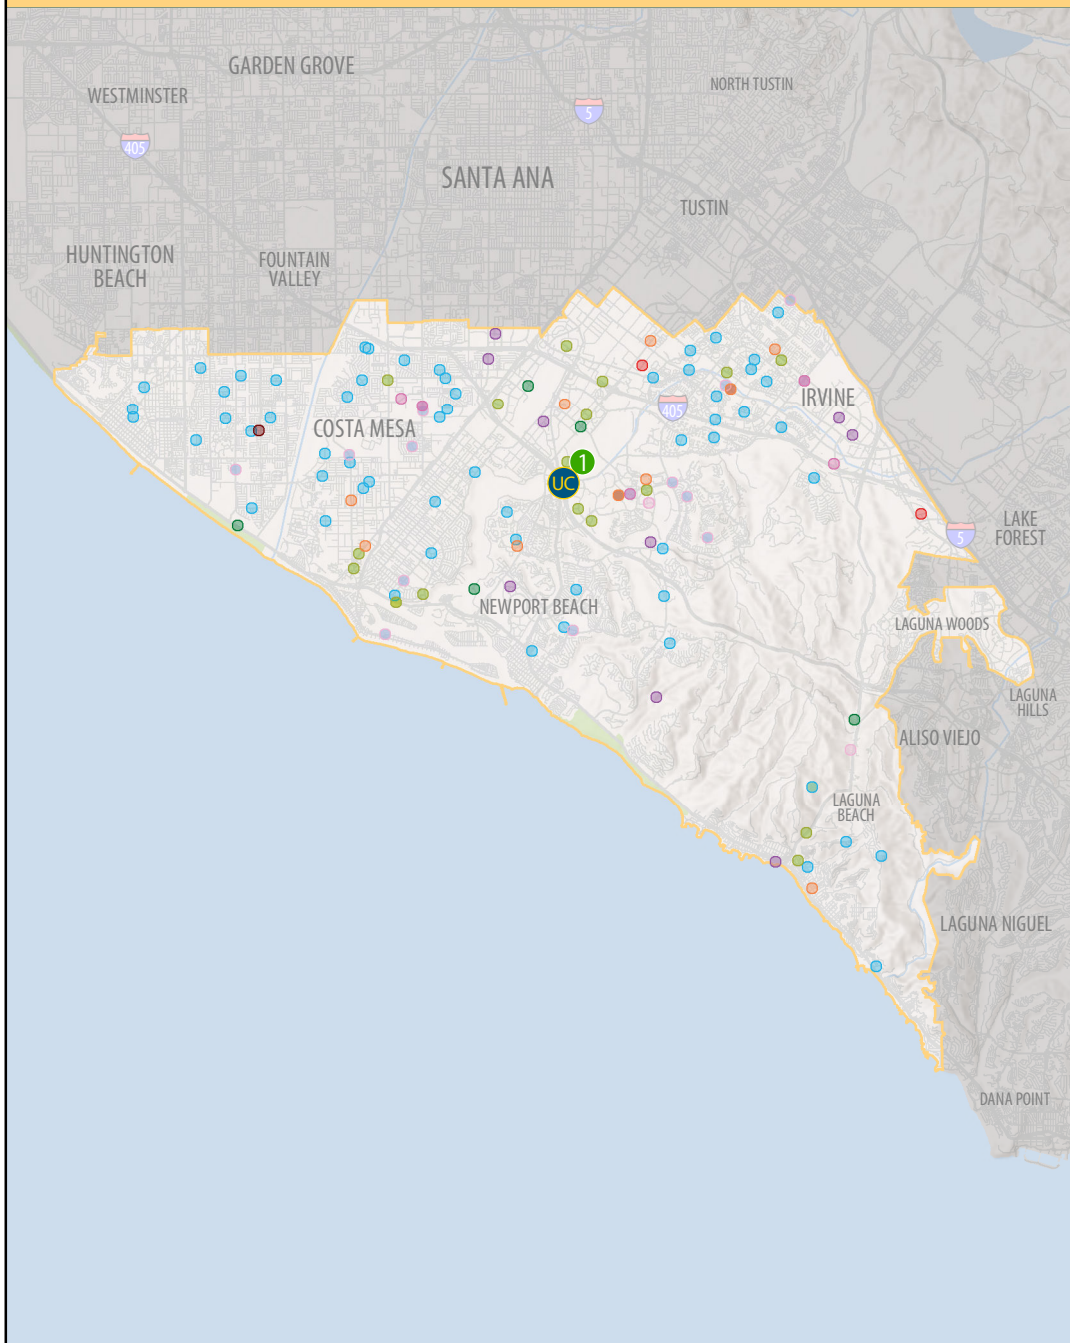 GARDEN GROVE
NORTH TUSTIN
WESTMINSTER
5
405
SANTA ANA
TUSTIN
HUNTINGTON
BEACH
FOUNTAIN
VALLEY
IRVINE
405
COSTA MESA
1
UC
LAKE
FOREST
5
NEWPORT BEACH
LAGUNA WOODS
LAGUNA
HILLS
ALISO VIEJO
LAGUNA
BEACH
LAGUNA NIGUEL
DANA POINT